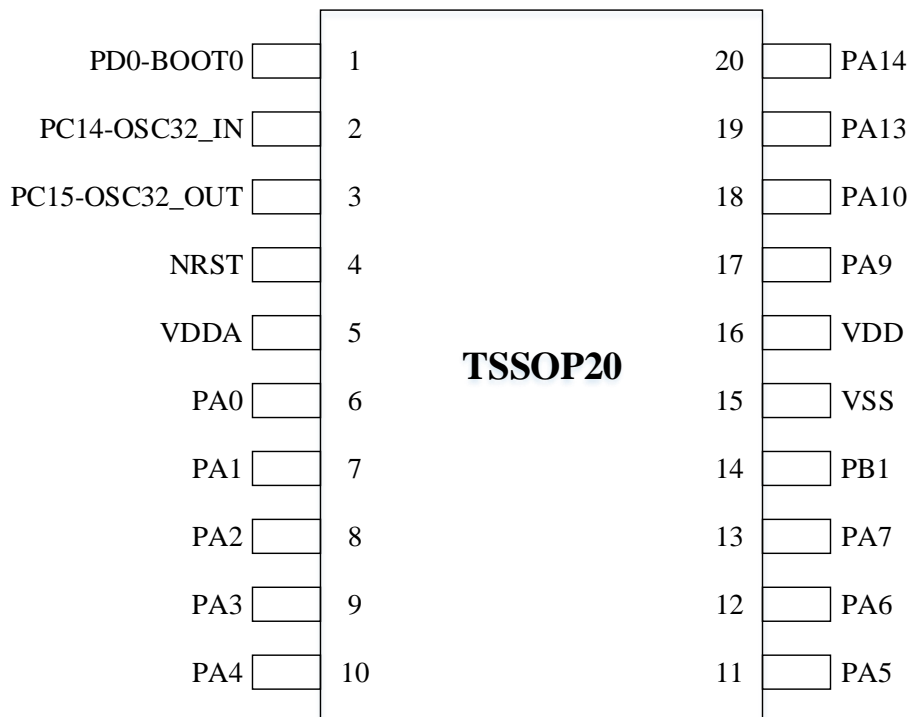 PD0-BOOT0 1 20 PA14
PC14-OSC32_IN 2 19 PA13
PC15-OSC32_OUT 3 18 PA10
NRST 4 17 PA9
VDDA 5 16 VDD
TSSOP20
PA0 6 15 VSS
PA1 7 14 PB1
PA2 8 13 PA7
PA3 9 12 PA6
PA4 10 11 PA5